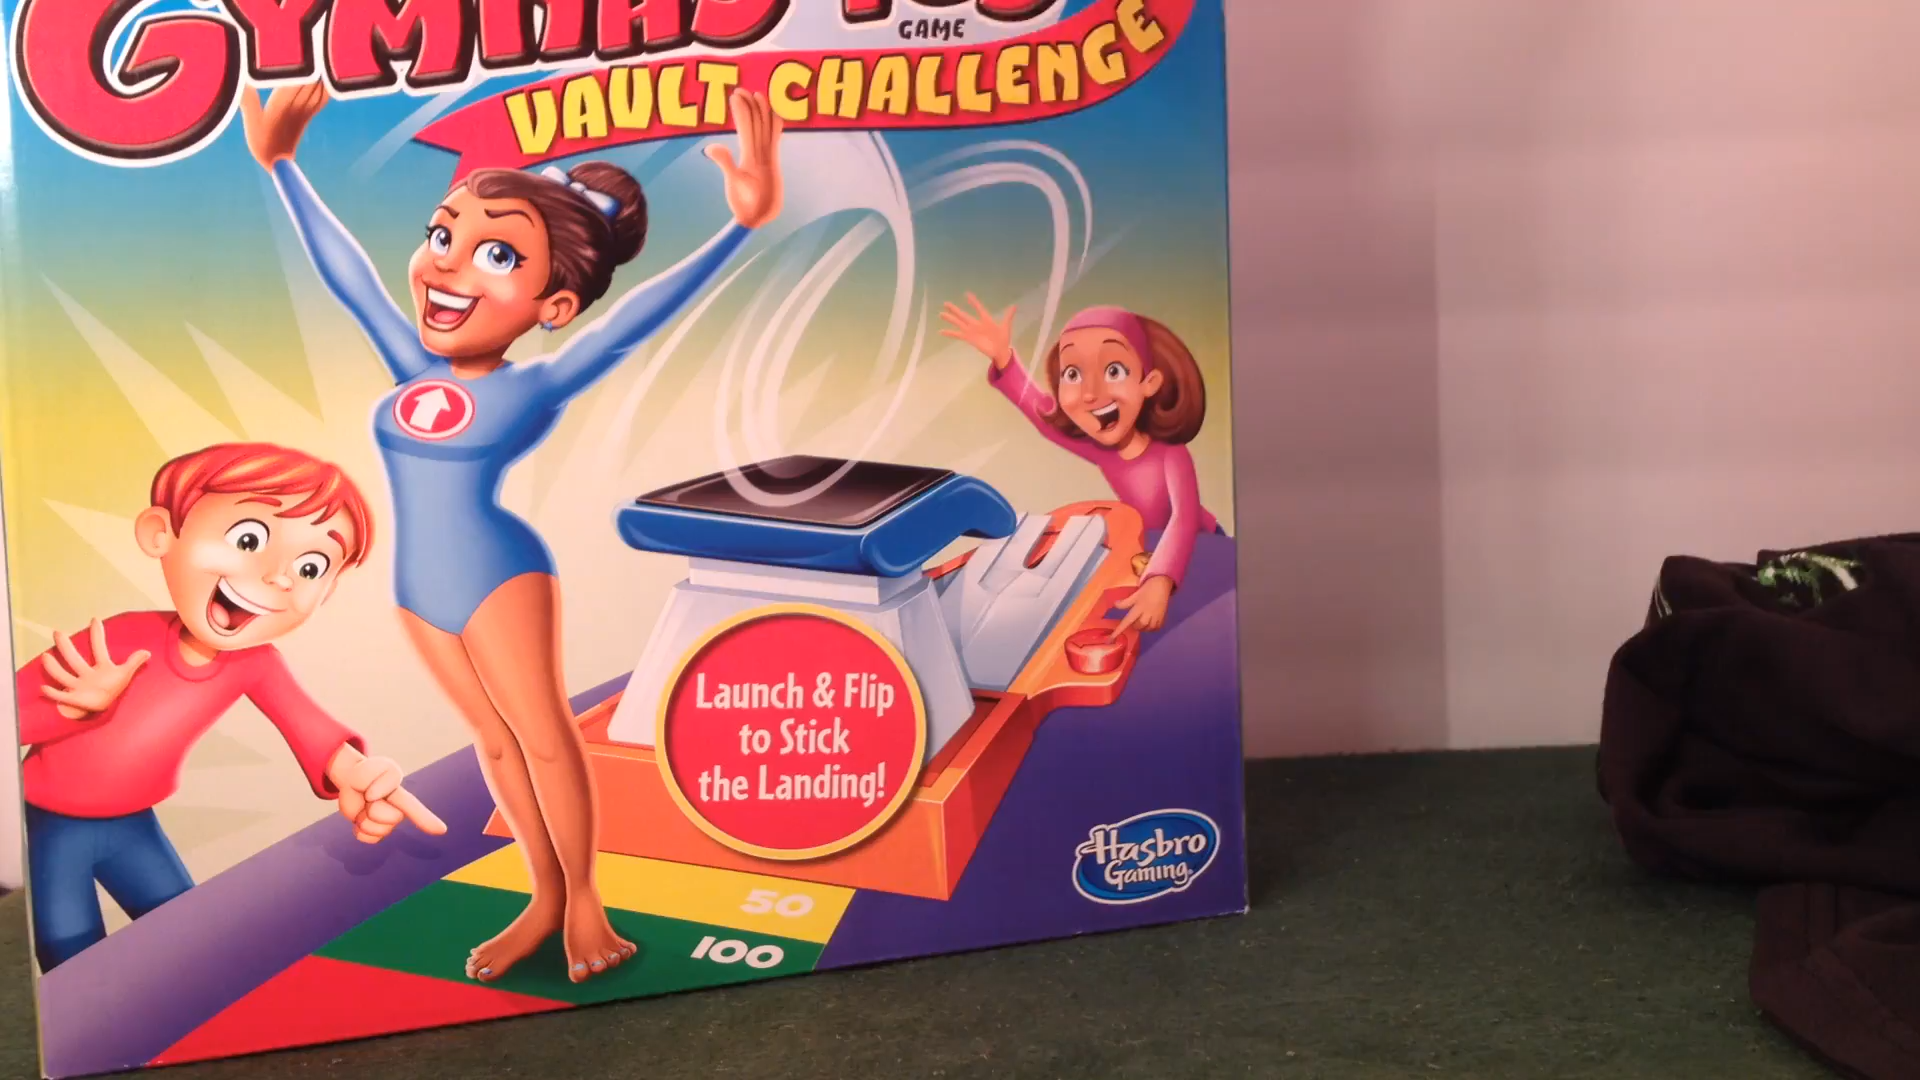 GAME
VAULT CHALLENGE
Launch & Flip
to Stick
the Landing!
50
100
Hasbro
Gaming